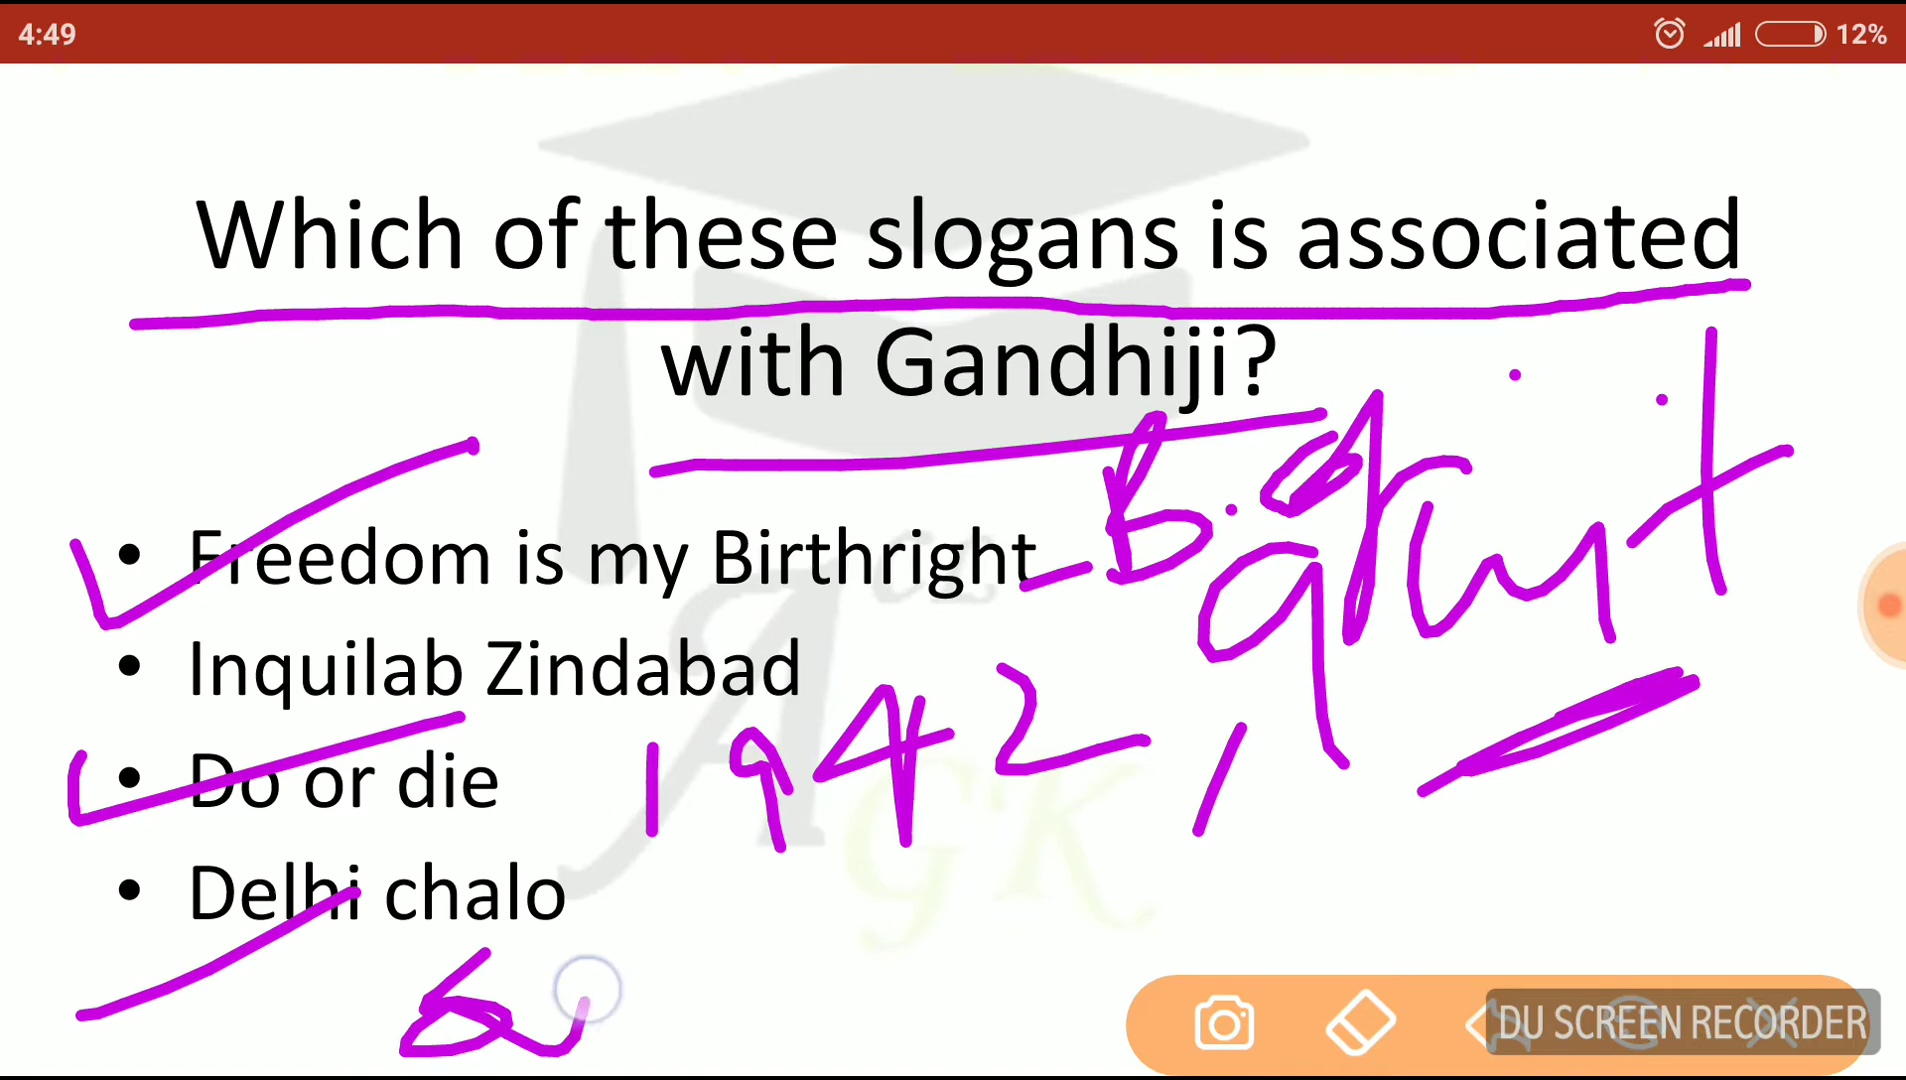 4:49 12%
Which of these slogans is associated
with Gandhiji?
• Freedom is my Birthright
• Inquilab Zindabad
• Do or die 1942,
• Delhi chalo
DU SCREEN RECORDER